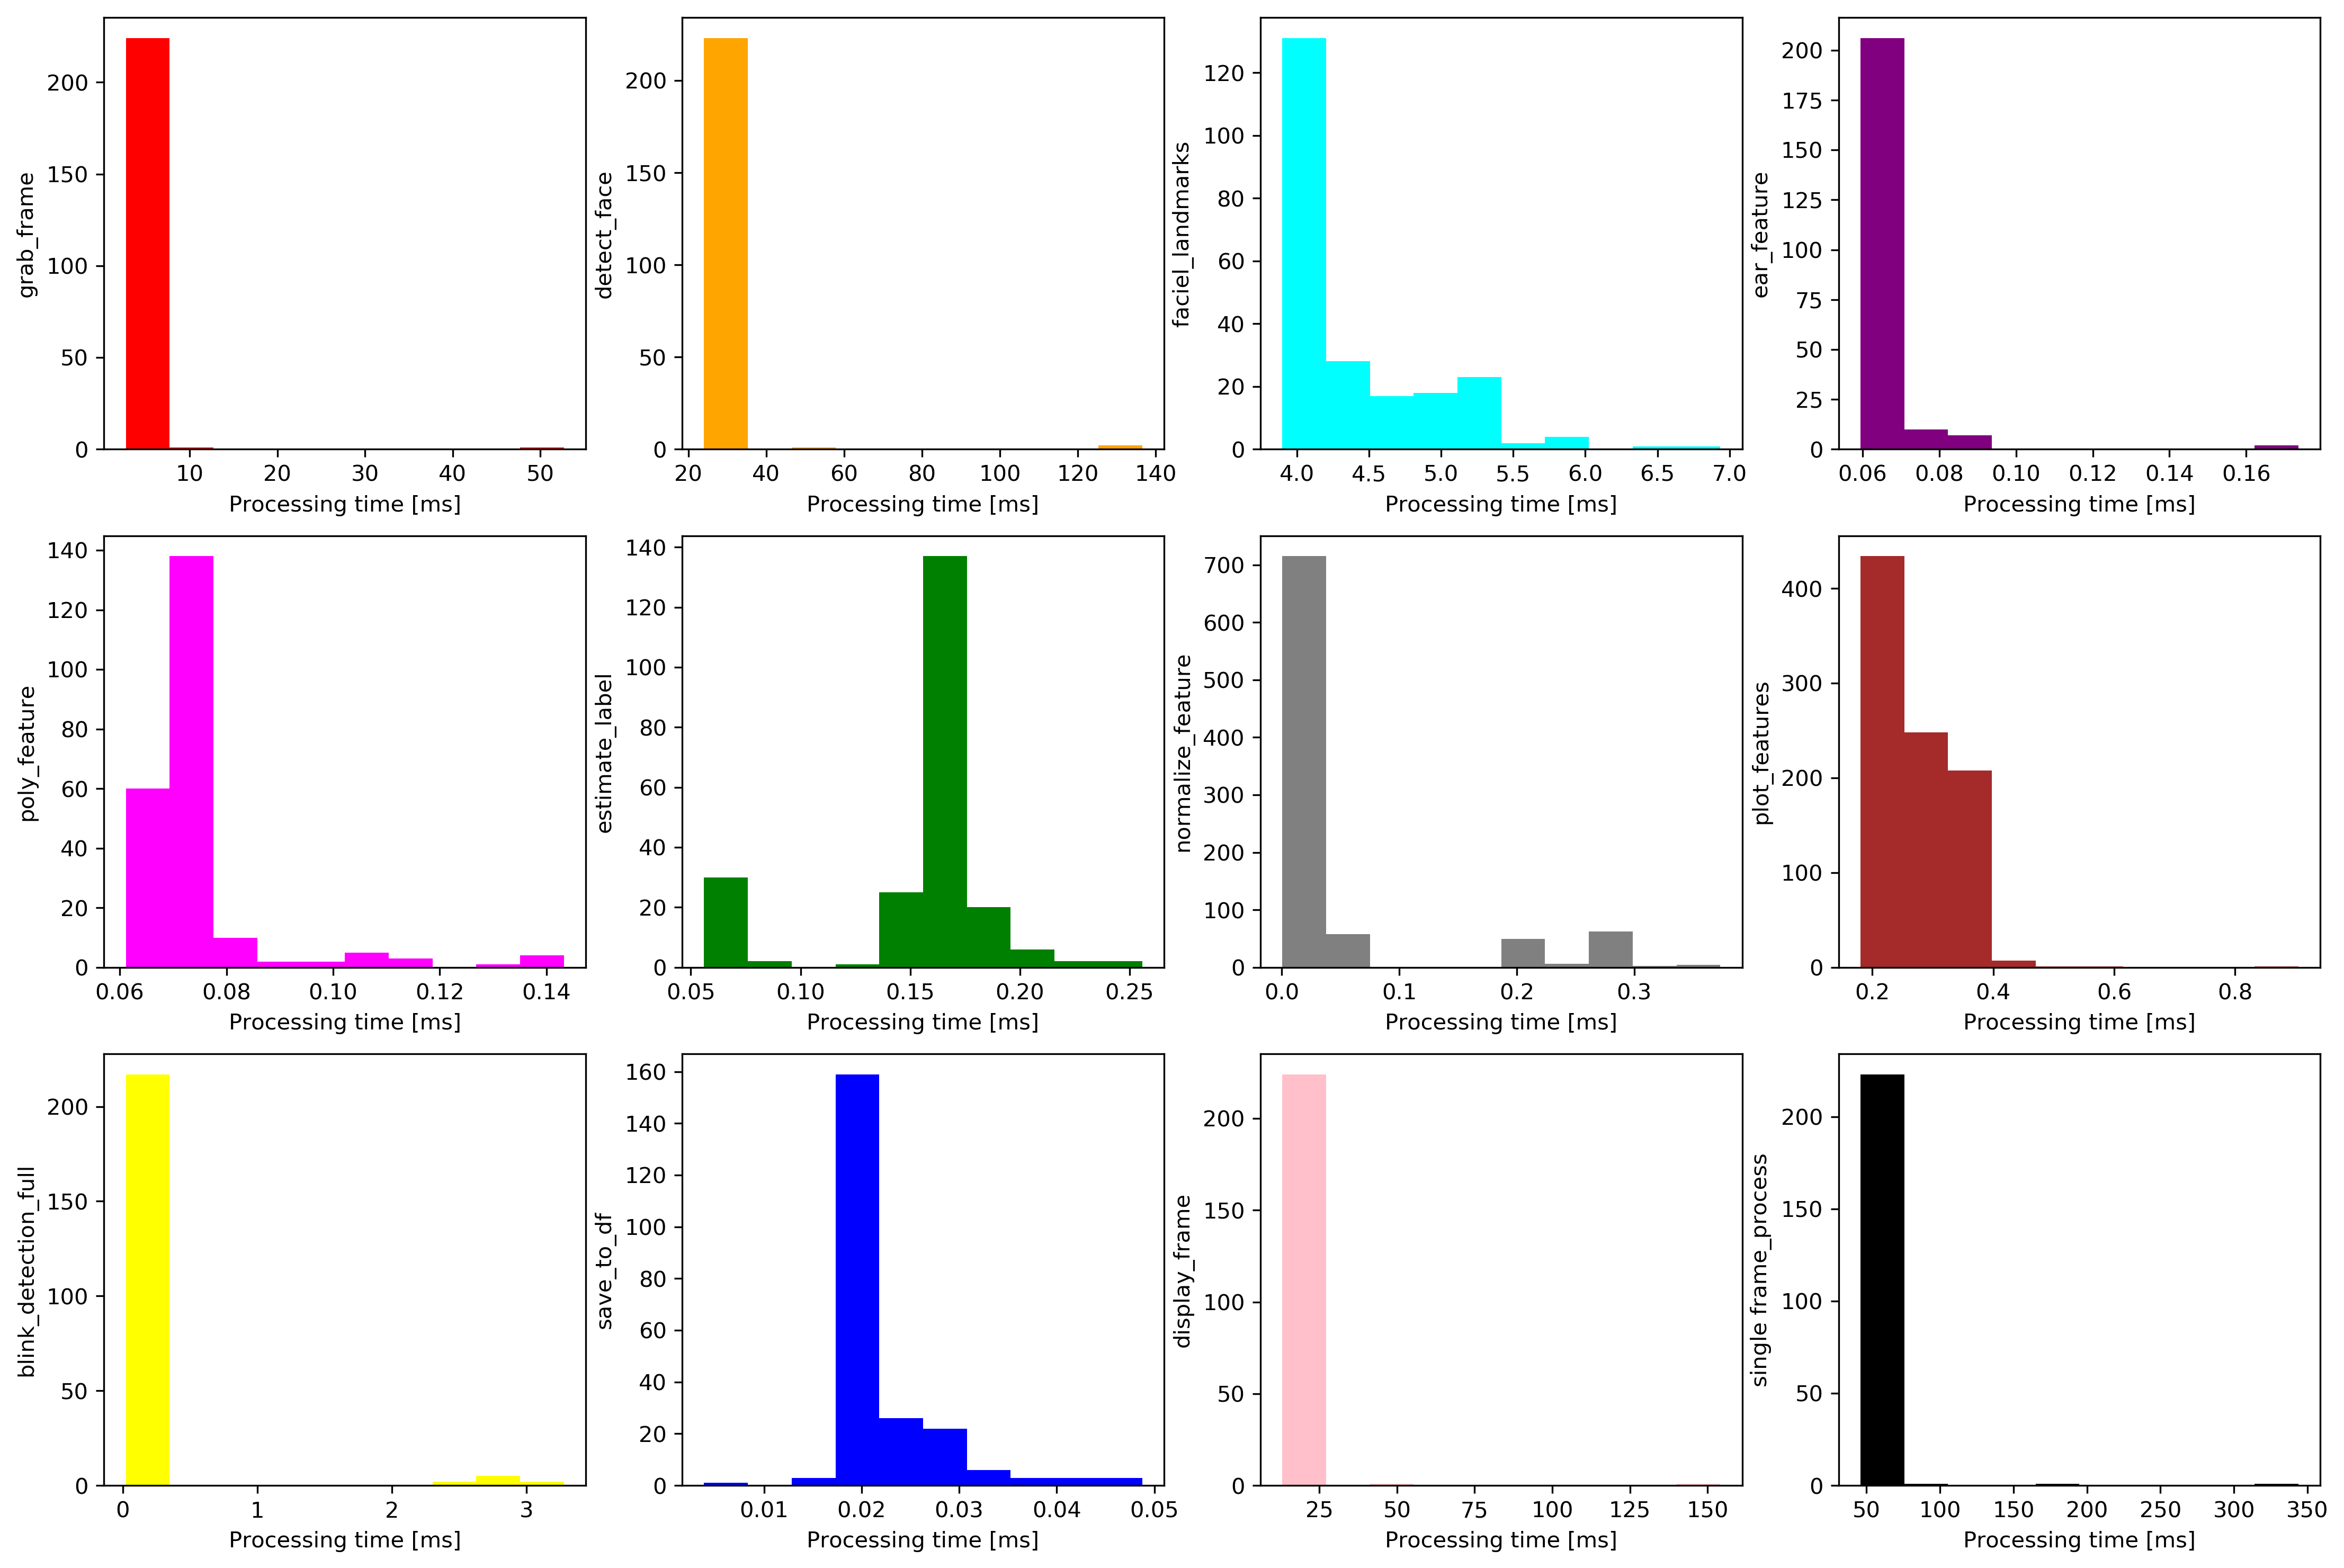 grab_frame
200
150
100
50
0
10 20 30 40 50
Processing time [ms]
detect_face
200
150
100
50
0
20 40 60 80 100 120 140
Processing time [ms]
faciel_landmarks
120
100
80
60
40
20
0
4.0 4.5 5.0 5.5 6.0 6.5 7.0
Processing time [ms]
ear_feature
200
175
150
125
100
75
50
25
0
0.06 0.08 0.10 0.12 0.14 0.16
Processing time [ms]
poly_feature
140
120
100
80
60
40
20
0
0.06 0.08 0.10 0.12 0.14
Processing time [ms]
estimate_label
140
120
100
80
60
40
20
0
0.05 0.10 0.15 0.20 0.25
Processing time [ms]
normalize_feature
700
600
500
400
300
200
100
0
0.0 0.1 0.2 0.3
Processing time [ms]
plot_features
400
300
200
100
0
0.2 0.4 0.6 0.8
Processing time [ms]
blink_detection_full
200
150
100
50
0
0 1 2 3
Processing time [ms]
save_to_df
160
140
120
100
80
60
40
20
0
0.01 0.02 0.03 0.04 0.05
Processing time [ms]
display_frame
200
150
100
50
0
25 50 75 100 125 150
Processing time [ms]
single frame_process
200
150
100
50
0
50 100 150 200 250 300 350
Processing time [ms]